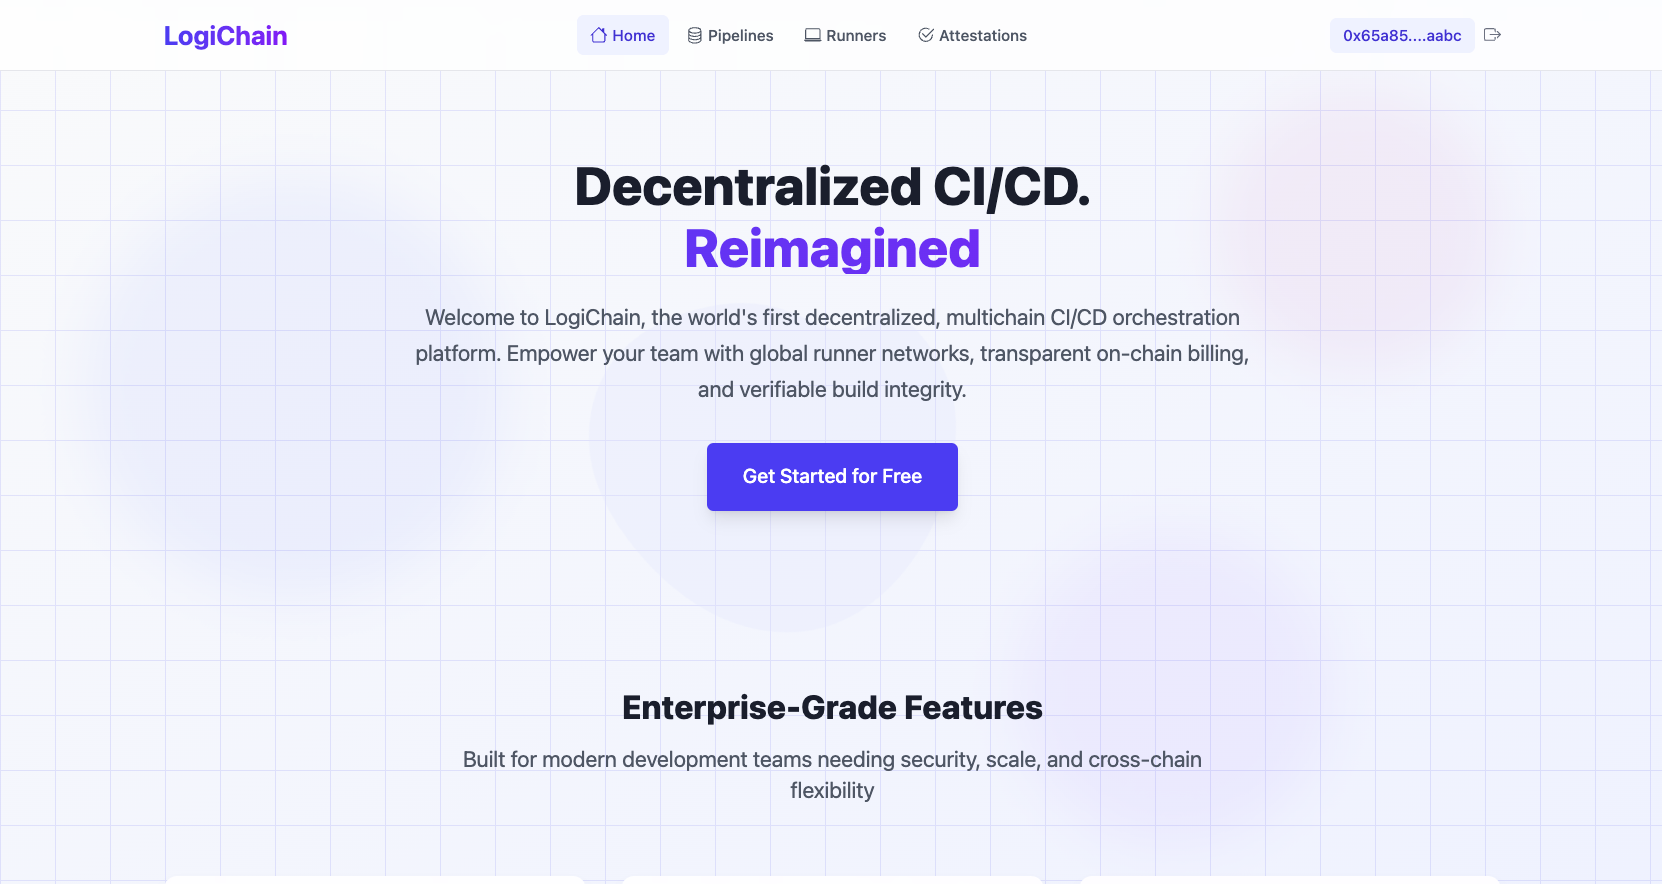 LogiChain
Home
Pipelines
Runners
Attestations
0x65a85....aabc
Decentralized CI/CD.
Reimagined
Welcome to LogiChain, the world's first decentralized, multichain CI/CD orchestration
platform. Empower your team with global runner networks, transparent on-chain billing,
and verifiable build integrity.
Get Started for Free
Enterprise-Grade Features
Built for modern development teams needing security, scale, and cross-chain
flexibility